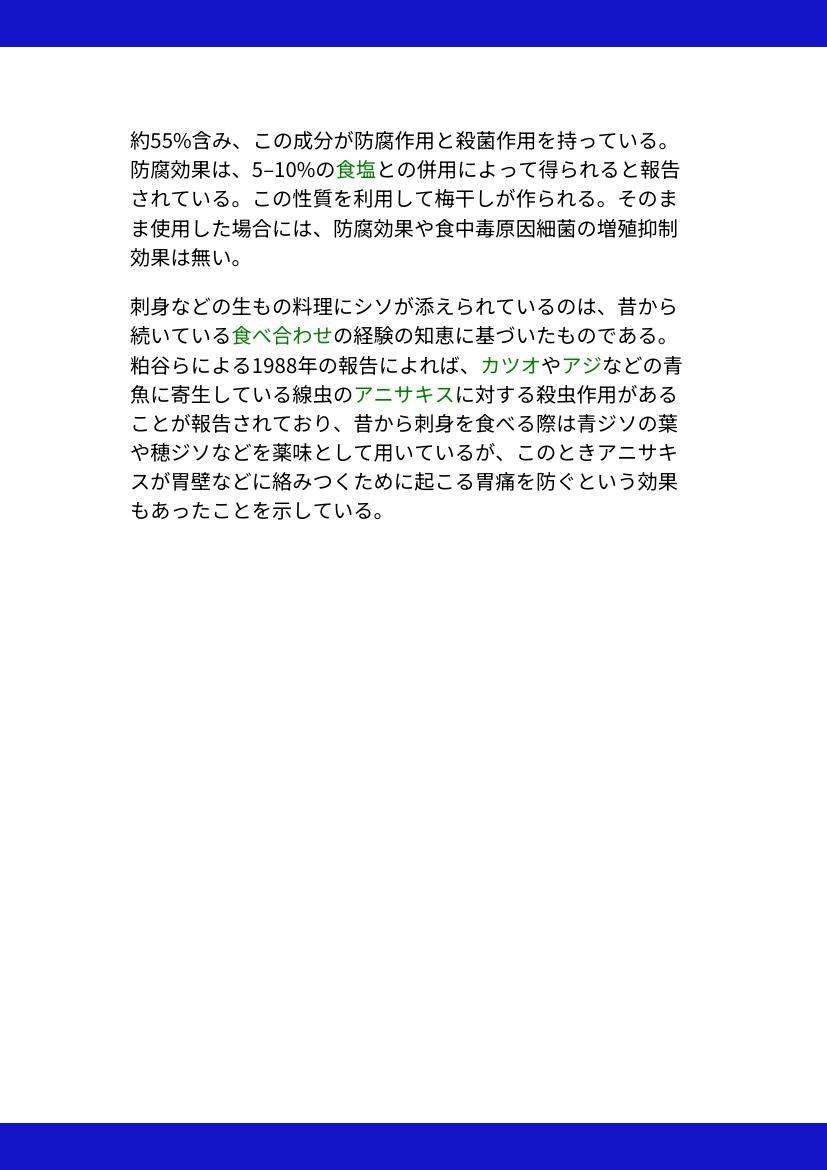 約55%含み、この成分が防腐作用と殺菌作用を持っている。
防腐効果は、5–10%の食塩との併用によって得られると報告
されている。この性質を利用して梅干しが作られる。そのま
ま使用した場合には、防腐効果や食中毒原因細菌の増殖抑制
効果は無い。
刺身などの生もの料理にシソが添えられているのは、昔から
続いている食べ合わせの経験の知恵に基づいたものである。
粕谷らによる1988年の報告によれば、カツオやアジなどの青
魚に寄生している線虫のアニサキスに対する殺虫作用がある
ことが報告されており、昔から刺身を食べる際は青ジソの葉
や穂ジソなどを薬味として用いているが、このときアニサキ
スが胃壁などに絡みつくために起こる胃痛を防ぐという効果
もあったことを示している。